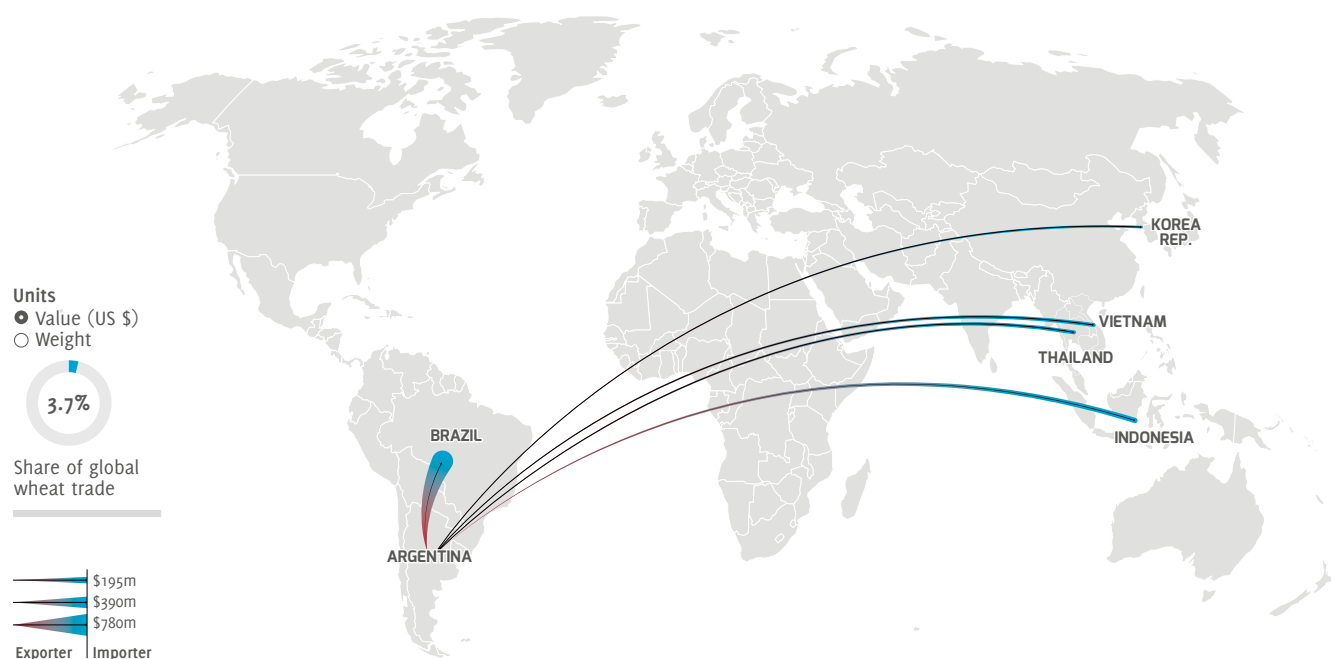 KOREA
REP.
VIETNAM
THAILAND
INDONESIA
BRAZIL
ARGENTINA
Units
Value (US $)
Weight
3.7%
Share of global
wheat trade
$195m
$390m
$780m
Exporter Importer